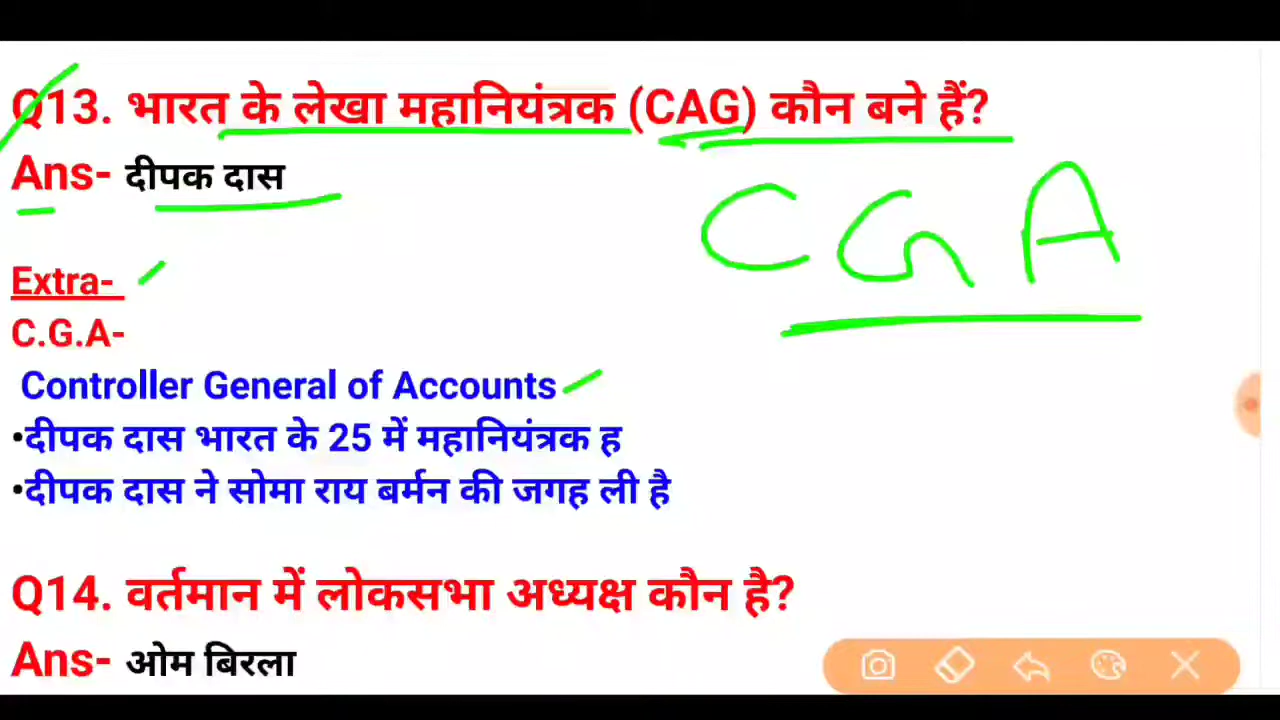 Q13. भारत के लेखा महानियंत्रक (CAG) कौन बने हैं?
Ans- दीपक दास
CGA
Extra-
C.G.A-
Controller General of Accounts
•दीपक दास भारत के 25 में महानियंत्रक ह
•दीपक दास ने सोमा राय बर्मन की जगह ली है
Q14. वर्तमान में लोकसभा अध्यक्ष कौन है?
Ans- ओम बिरला